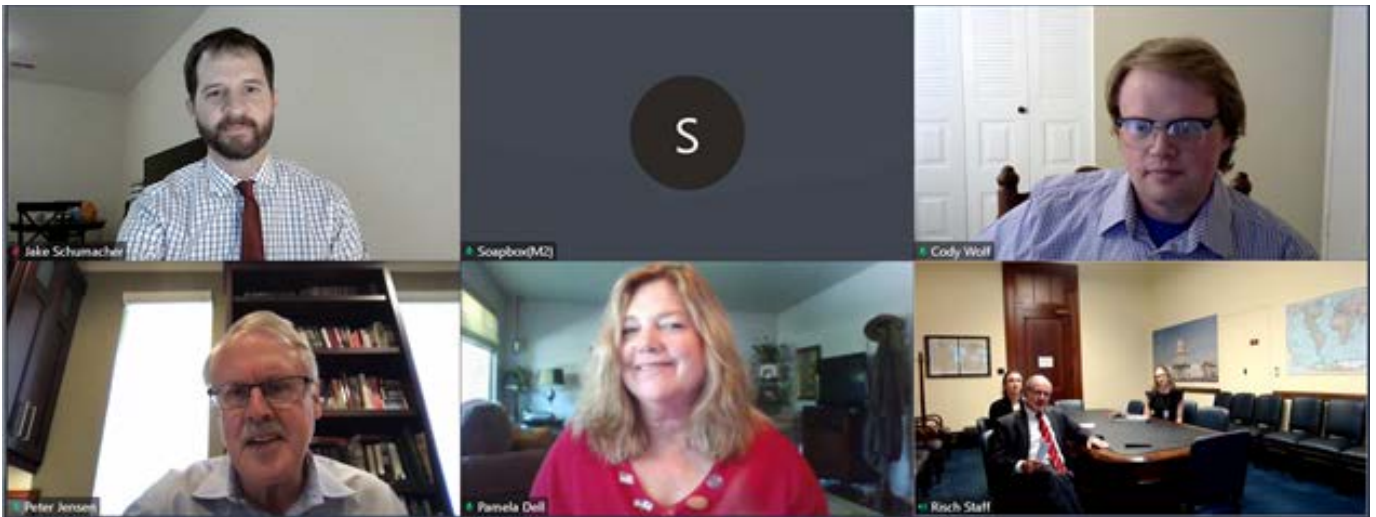 Jake Schumacher
S
Soapbox(M2)
Cody Wolf
Peter Jensen
Pamela Dell
Risch Staff